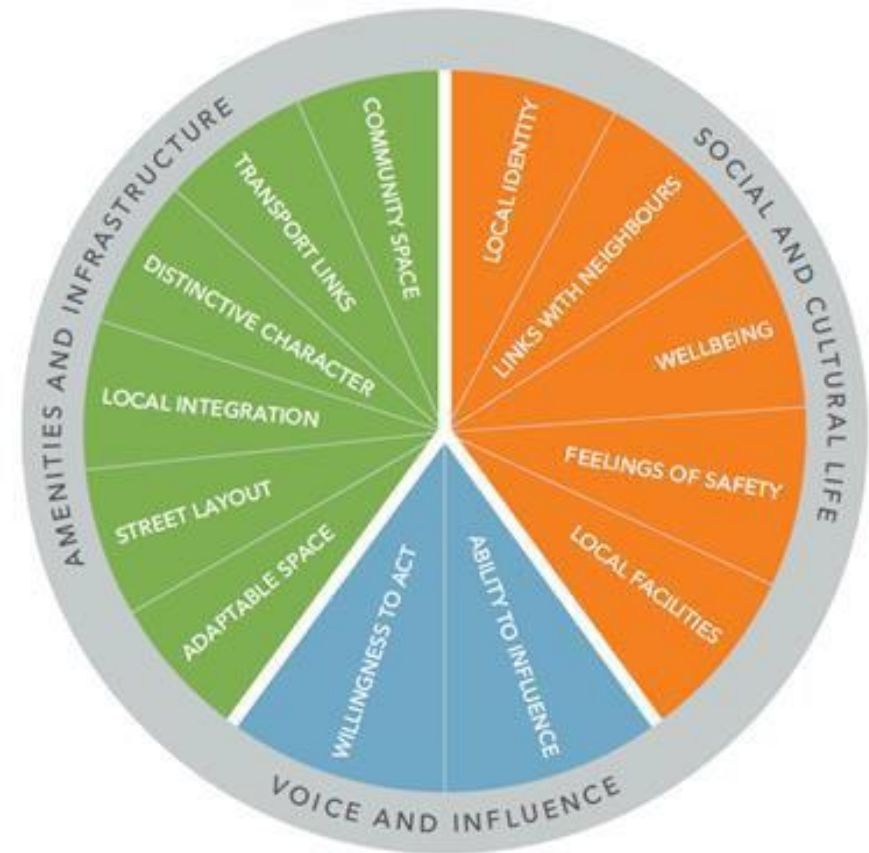 AMENITIES AND INFRASTRUCTURE
COMMUNITY SPACE
TRANSPORT LINKS
DISTINCTIVE CHARACTER
LOCAL INTEGRATION
STREET LAYOUT
ADAPTABLE SPACE
SOCIAL AND CULTURAL LIFE
LOCAL IDENTITY
LINKS WITH NEIGHBOURS
WELLBEING
FEELINGS OF SAFETY
LOCAL FACILITIES
VOICE AND INFLUENCE
WILLINGNESS TO ACT
ABILITY TO INFLUENCE